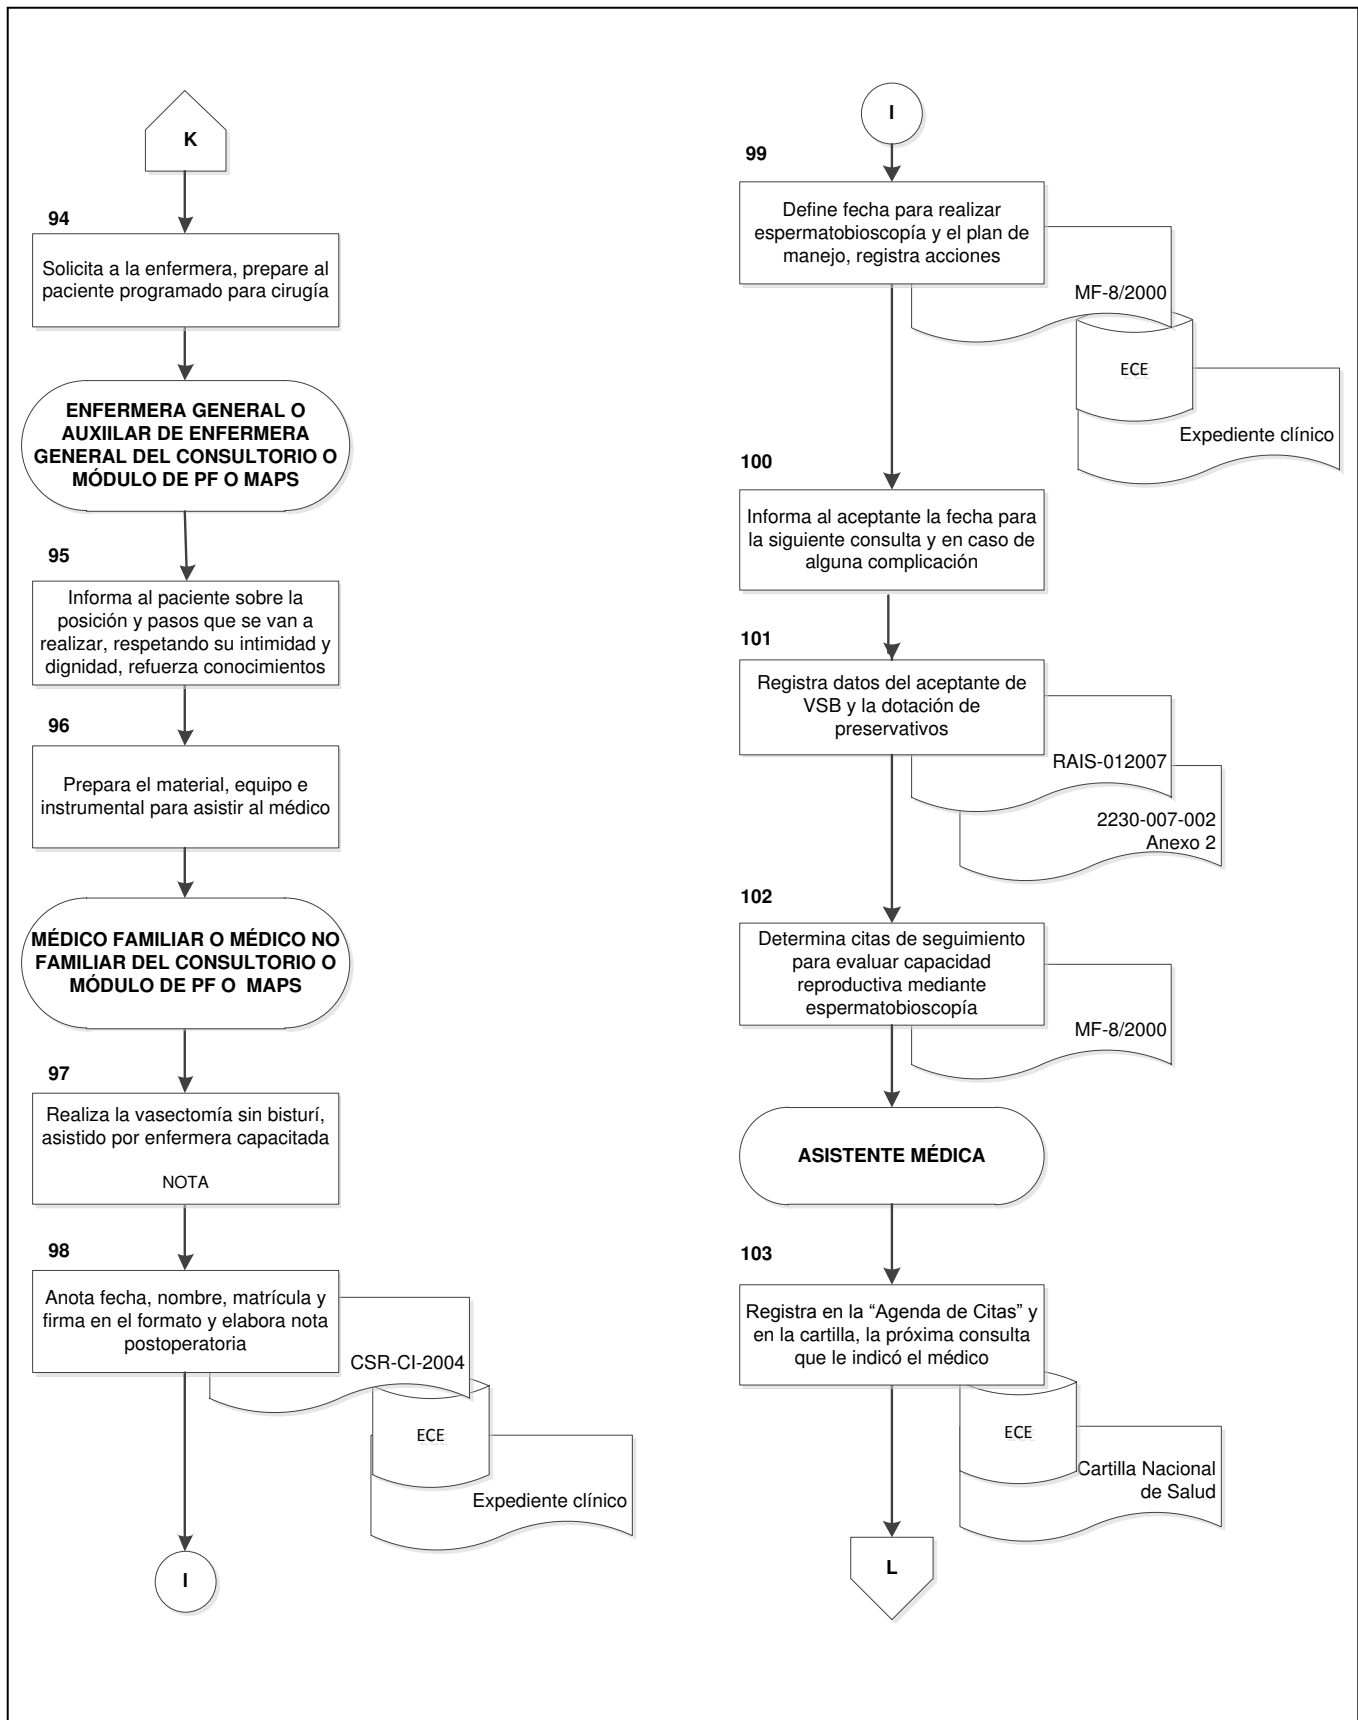 K
94
Solicita a la enfermera, prepare al
paciente programado para cirugía
ENFERMERA GENERAL O
AUXIILAR DE ENFERMERA
GENERAL DEL CONSULTORIO O
MÓDULO DE PF O MAPS
95
Informa al paciente sobre la
posición y pasos que se van a
realizar, respetando su intimidad y
dignidad, refuerza conocimientos
96
Prepara el material, equipo e
instrumental para asistir al médico
MÉDICO FAMILIAR O MÉDICO NO
FAMILIAR DEL CONSULTORIO O
MÓDULO DE PF O MAPS
97
Realiza la vasectomía sin bisturí,
asistido por enfermera capacitada
NOTA
98
Anota fecha, nombre, matrícula y
firma en el formato y elabora nota
postoperatoria
CSR-CI-2004
ECE
Expediente clínico
I
I
99
Define fecha para realizar
espermatobioscopía y el plan de
manejo, registra acciones
MF-8/2000
ECE
Expediente clínico
100
Informa al aceptante la fecha para
la siguiente consulta y en caso de
alguna complicación
101
Registra datos del aceptante de
VSB y la dotación de
preservativos
RAIS-012007
2230-007-002
Anexo 2
102
Determina citas de seguimiento
para evaluar capacidad
reproductiva mediante
espermatobioscopía
MF-8/2000
ASISTENTE MÉDICA
103
Registra en la “Agenda de Citas” y
en la cartilla, la próxima consulta
que le indicó el médico
ECE
Cartilla Nacional
de Salud
L